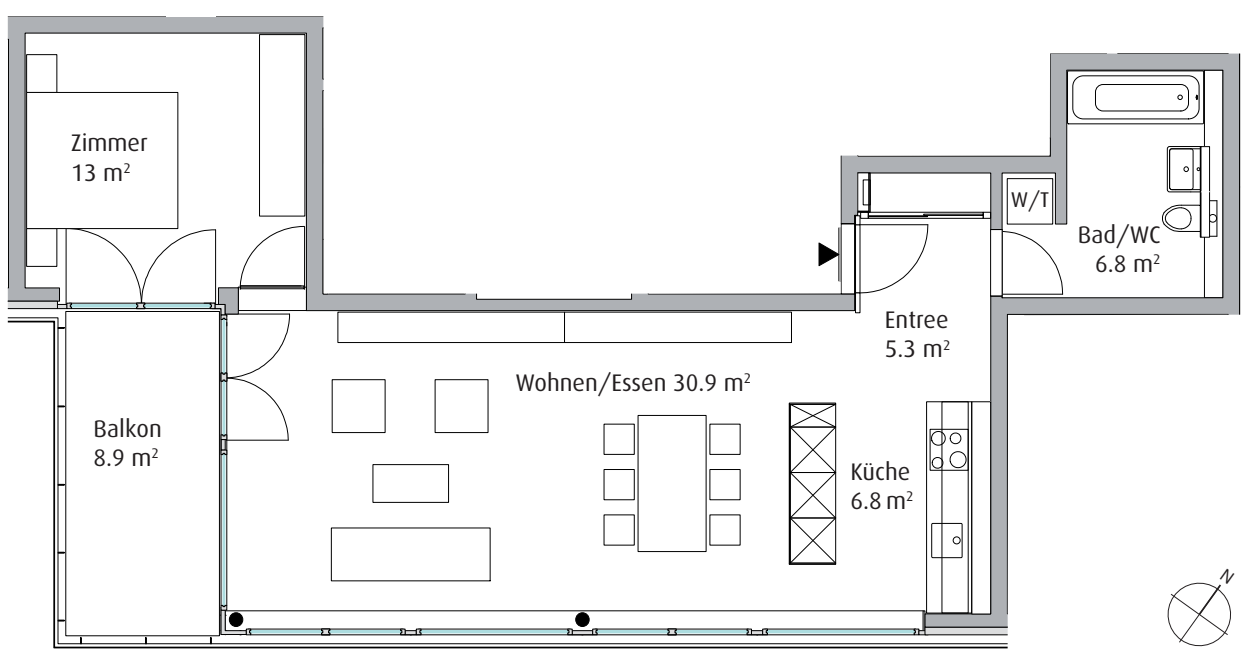 Zimmer
13 m²
W/T
Bad/WC
6.8 m²
Entree
5.3 m²
Wohnen/Essen 30.9 m²
Balkon
8.9 m²
Küche
6.8 m²
N